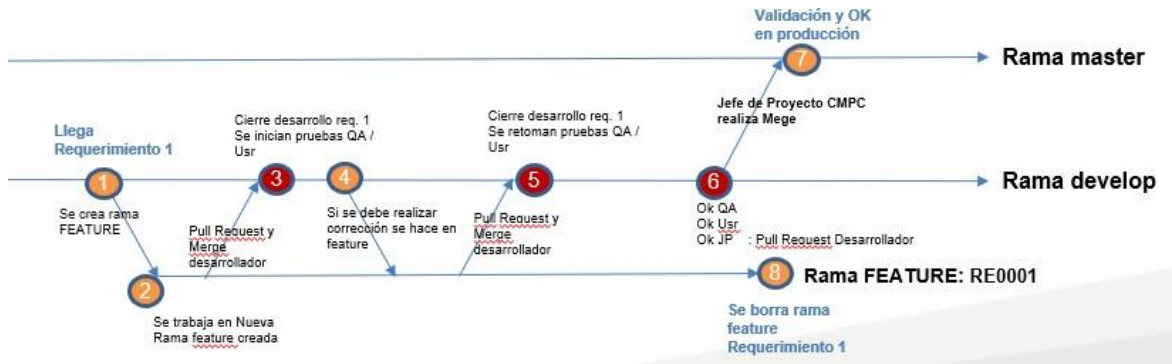 Validación y OK
en producción
7
Rama master
Jefe de Proyecto CMPC
realiza Mege
Llega
Requerimiento 1
Cierre desarrollo req. 1
Se inician pruebas QA /
Usr
Cierre desarrollo req. 1
Se retoman pruebas QA /
Usr
1
3
4
5
6
Rama develop
Se crea rama
FEATURE
Pull Request y
Merge
desarrollador
Si se debe realizar
corrección se hace en
feature
Pull Request y
Merge
desarrollador
Ok QA
Ok Usr
Ok JP : Pull Request Desarrollador
2
8
Rama FEATURE: RE0001
Se trabaja en Nueva
Rama feature creada
Se borra rama
feature
Requerimiento 1